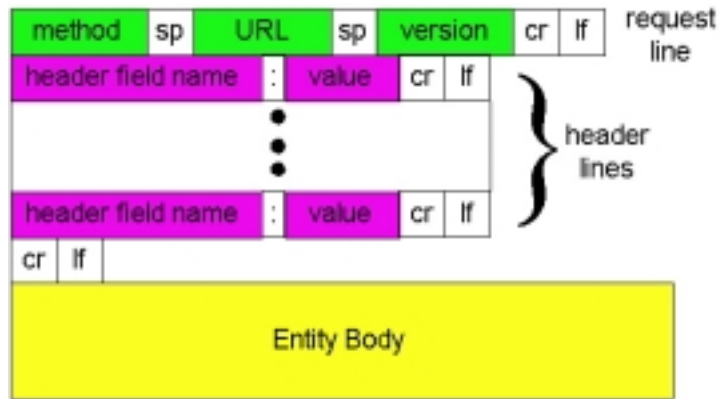 method sp URL sp version cr lf request line
header field name : value cr lf
header lines
header field name : value cr lf
cr lf
Entity Body